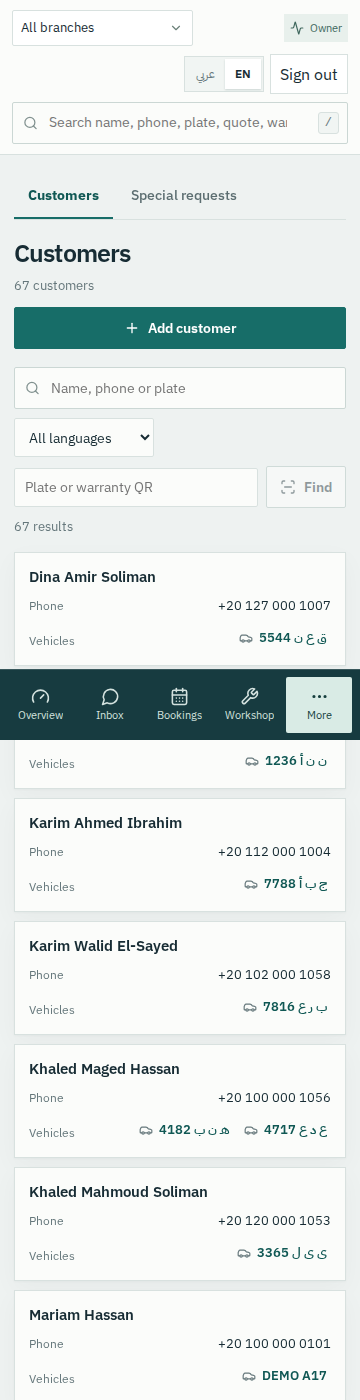 All branches
Owner
عربي
EN
Sign out
Search name, phone, plate, quote, wa
/
Customers
Special requests
Customers
67 customers
+ Add customer
Name, phone or plate
All languages
Plate or warranty QR
Find
67 results
Dina Amir Soliman
Phone
+20 127 000 1007
Vehicles
ق ع ن 5544
Overview
Inbox
Bookings
Workshop
More
Vehicles
ن ن أ 1236
Karim Ahmed Ibrahim
Phone
+20 112 000 1004
Vehicles
ج ب أ 7788
Karim Walid El-Sayed
Phone
+20 102 000 1058
Vehicles
ب ر ع 7816
Khaled Maged Hassan
Phone
+20 100 000 1056
Vehicles
ه ن ب 4182
ع د ع 4717
Khaled Mahmoud Soliman
Phone
+20 120 000 1053
Vehicles
ى ى ل 3365
Mariam Hassan
Phone
+20 100 000 0101
Vehicles
DEMO A17